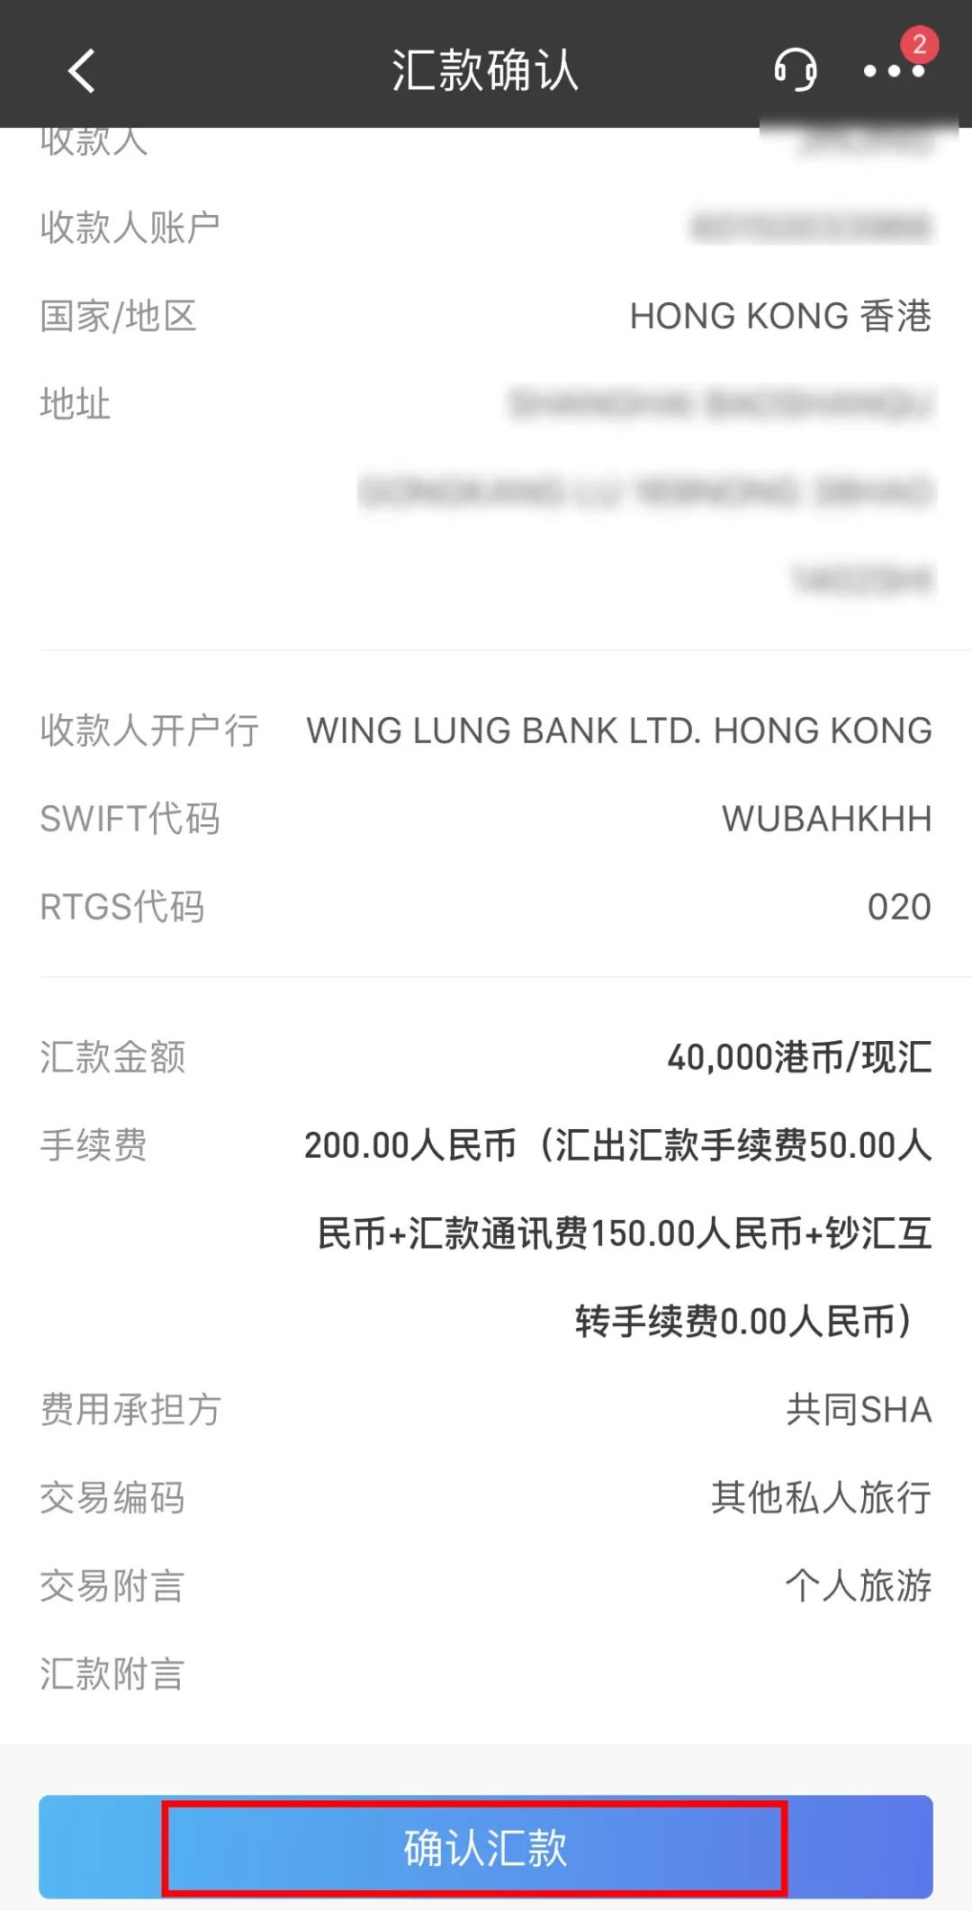 汇款确认
2
收款人
收款人账户
国家/地区 HONG KONG 香港
地址
收款人开户行 WING LUNG BANK LTD. HONG KONG
SWIFT代码 WUBAHKHH
RTGS代码 020
汇款金额 40,000港币/现汇
手续费 200.00人民币（汇出汇款手续费50.00人
民币+汇款通讯费150.00人民币+钞汇互
转手续费0.00人民币）
费用承担方 共同SHA
交易编码 其他私人旅行
交易附言 个人旅游
汇款附言
确认汇款